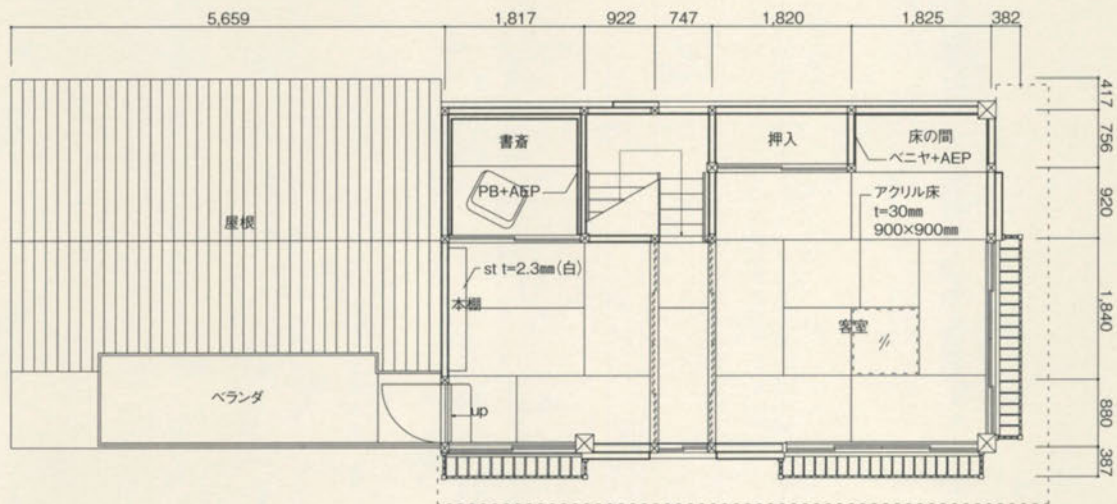 5,659 1,817 922 747 1,820 1,825 382
417
756
920
1,840
880
387
書斎
押入
床の間
ベニヤ+AEP
PB+AEP
アクリル床
t=30㎜
900×900㎜
屋根
st t=2.3㎜(白)
本棚
客室
ベランダ
up